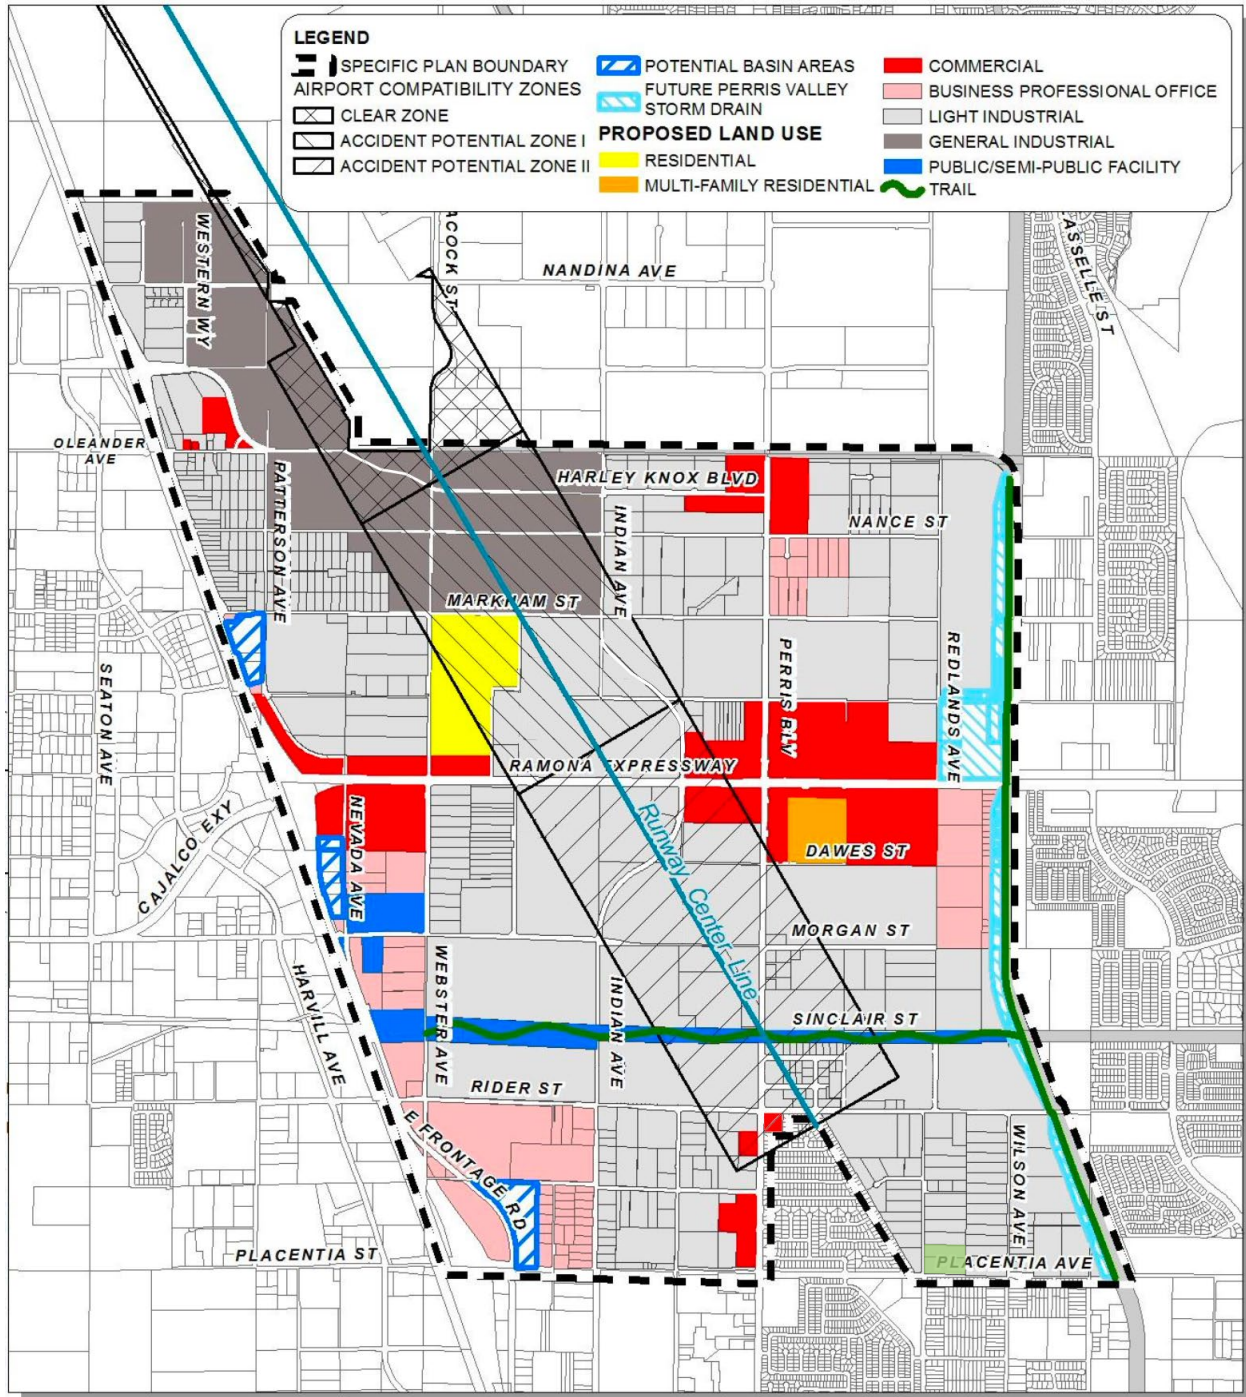 LEGEND
SPECIFIC PLAN BOUNDARY
AIRPORT COMPATIBILITY ZONES
CLEAR ZONE
ACCIDENT POTENTIAL ZONE I
ACCIDENT POTENTIAL ZONE II
POTENTIAL BASIN AREAS
FUTURE PERRIS VALLEY
STORM DRAIN
PROPOSED LAND USE
RESIDENTIAL
MULTI-FAMILY RESIDENTIAL
COMMERCIAL
BUSINESS PROFESSIONAL OFFICE
LIGHT INDUSTRIAL
GENERAL INDUSTRIAL
PUBLIC/SEMI-PUBLIC FACILITY
TRAIL
WESTERN WY
ACOCK ST
NANDINA AVE
ASSELLE ST
OLEANDER
AVE
PATTERSON AVE
HARLEY KNOX BLVD
INDIAN AVE
NANCE ST
MARKHAM ST
SEATON AVE
PERRIS BLV
REDLANDS AVE
RAMONA EXPRESSWAY
CAJALCO EXY
NEVADA AVE
Runway Center Line
DAWES ST
MORGAN ST
HARVILL AVE
WEBSTER AVE
INDIAN AVE
SINCLAIR ST
RIDER ST
E FRONTAGE RD
WILSON AVE
PLACENTIA ST
PLACENTIA AVE